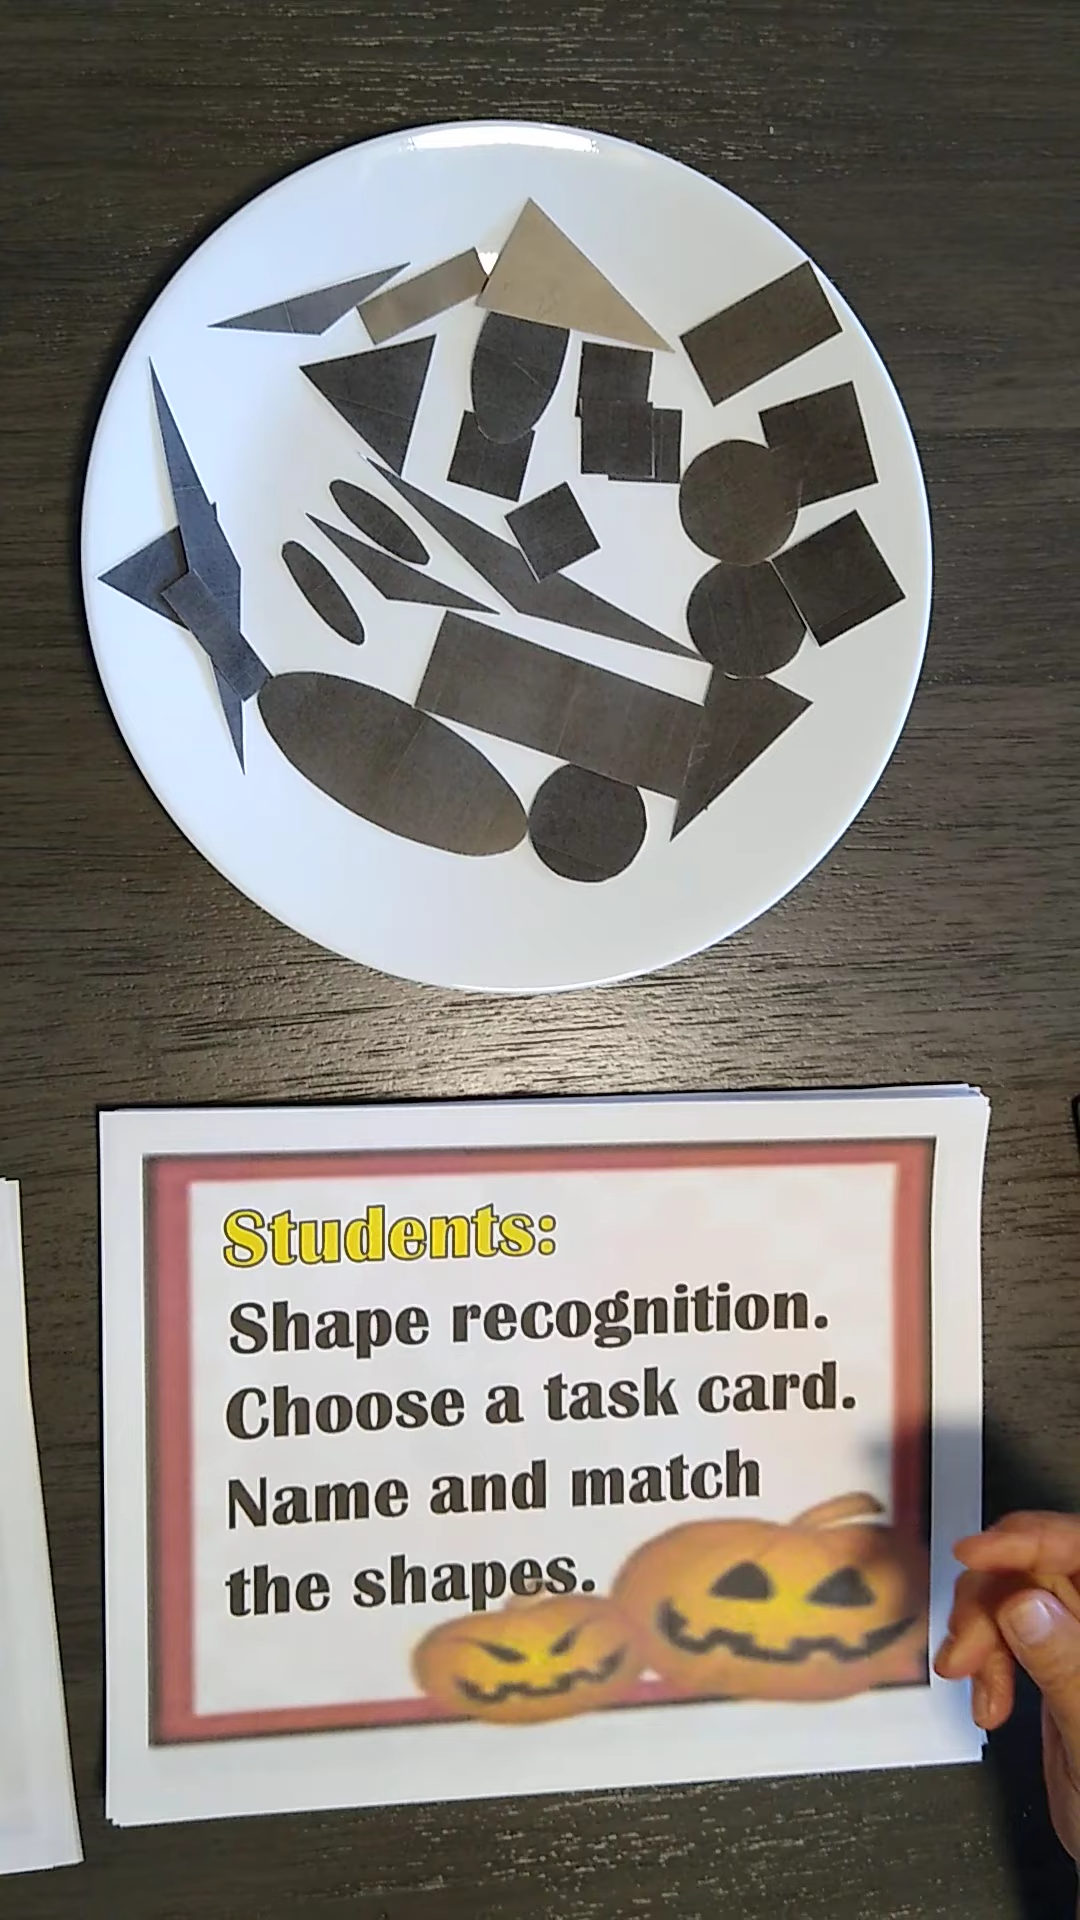 Students:
Shape recognition.
Choose a task card.
Name and match
the shapes.